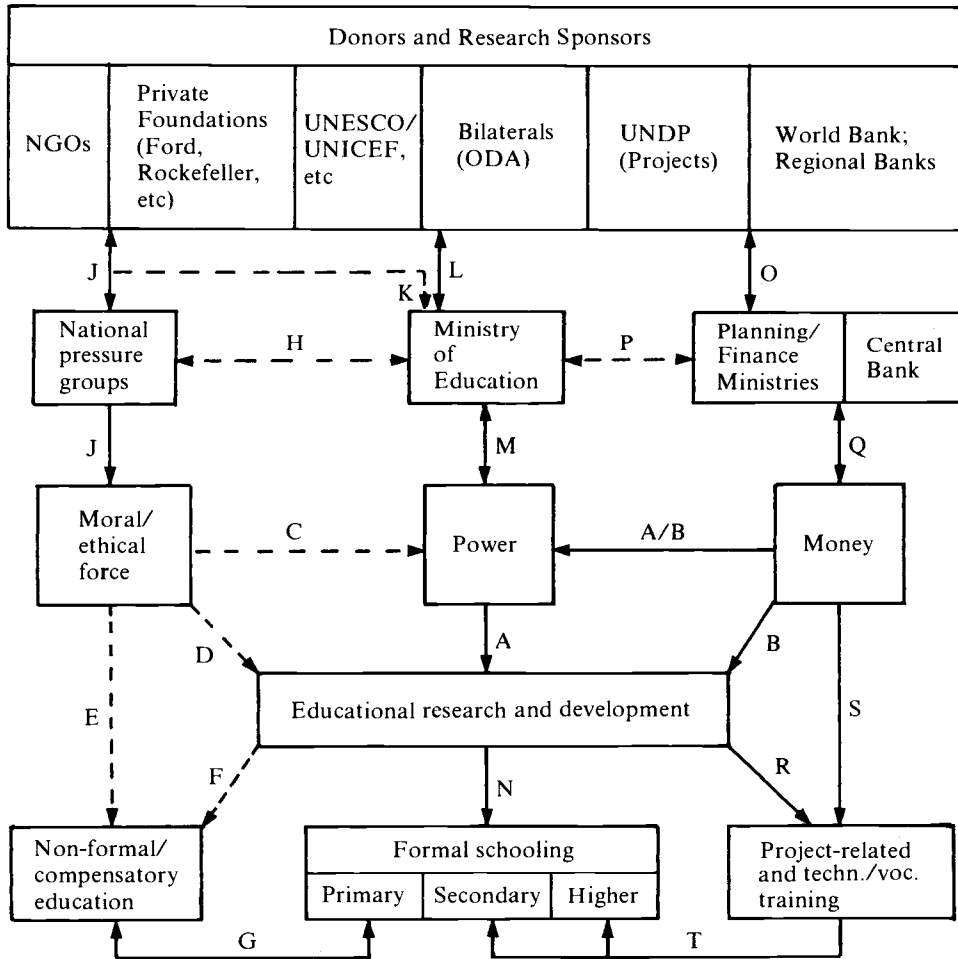 Donors and Research Sponsors
NGOs
Private
Foundations
(Ford,
Rockefeller,
etc)
UNESCO/
UNICEF,
etc
Bilaterals
(ODA)
UNDP
(Projects)
World Bank;
Regional Banks
J
K
L
O
National
pressure
groups
H
Ministry
of
Education
P
Planning/
Finance
Ministries
Central
Bank
J
M
Q
Moral/
ethical
force
C
Power
A/B
Money
D
A
B
E
Educational research and development
S
F
N
R
Non-formal/
compensatory
education
Formal schooling
Primary
Secondary
Higher
Project-related
and techn./voc.
training
G
T